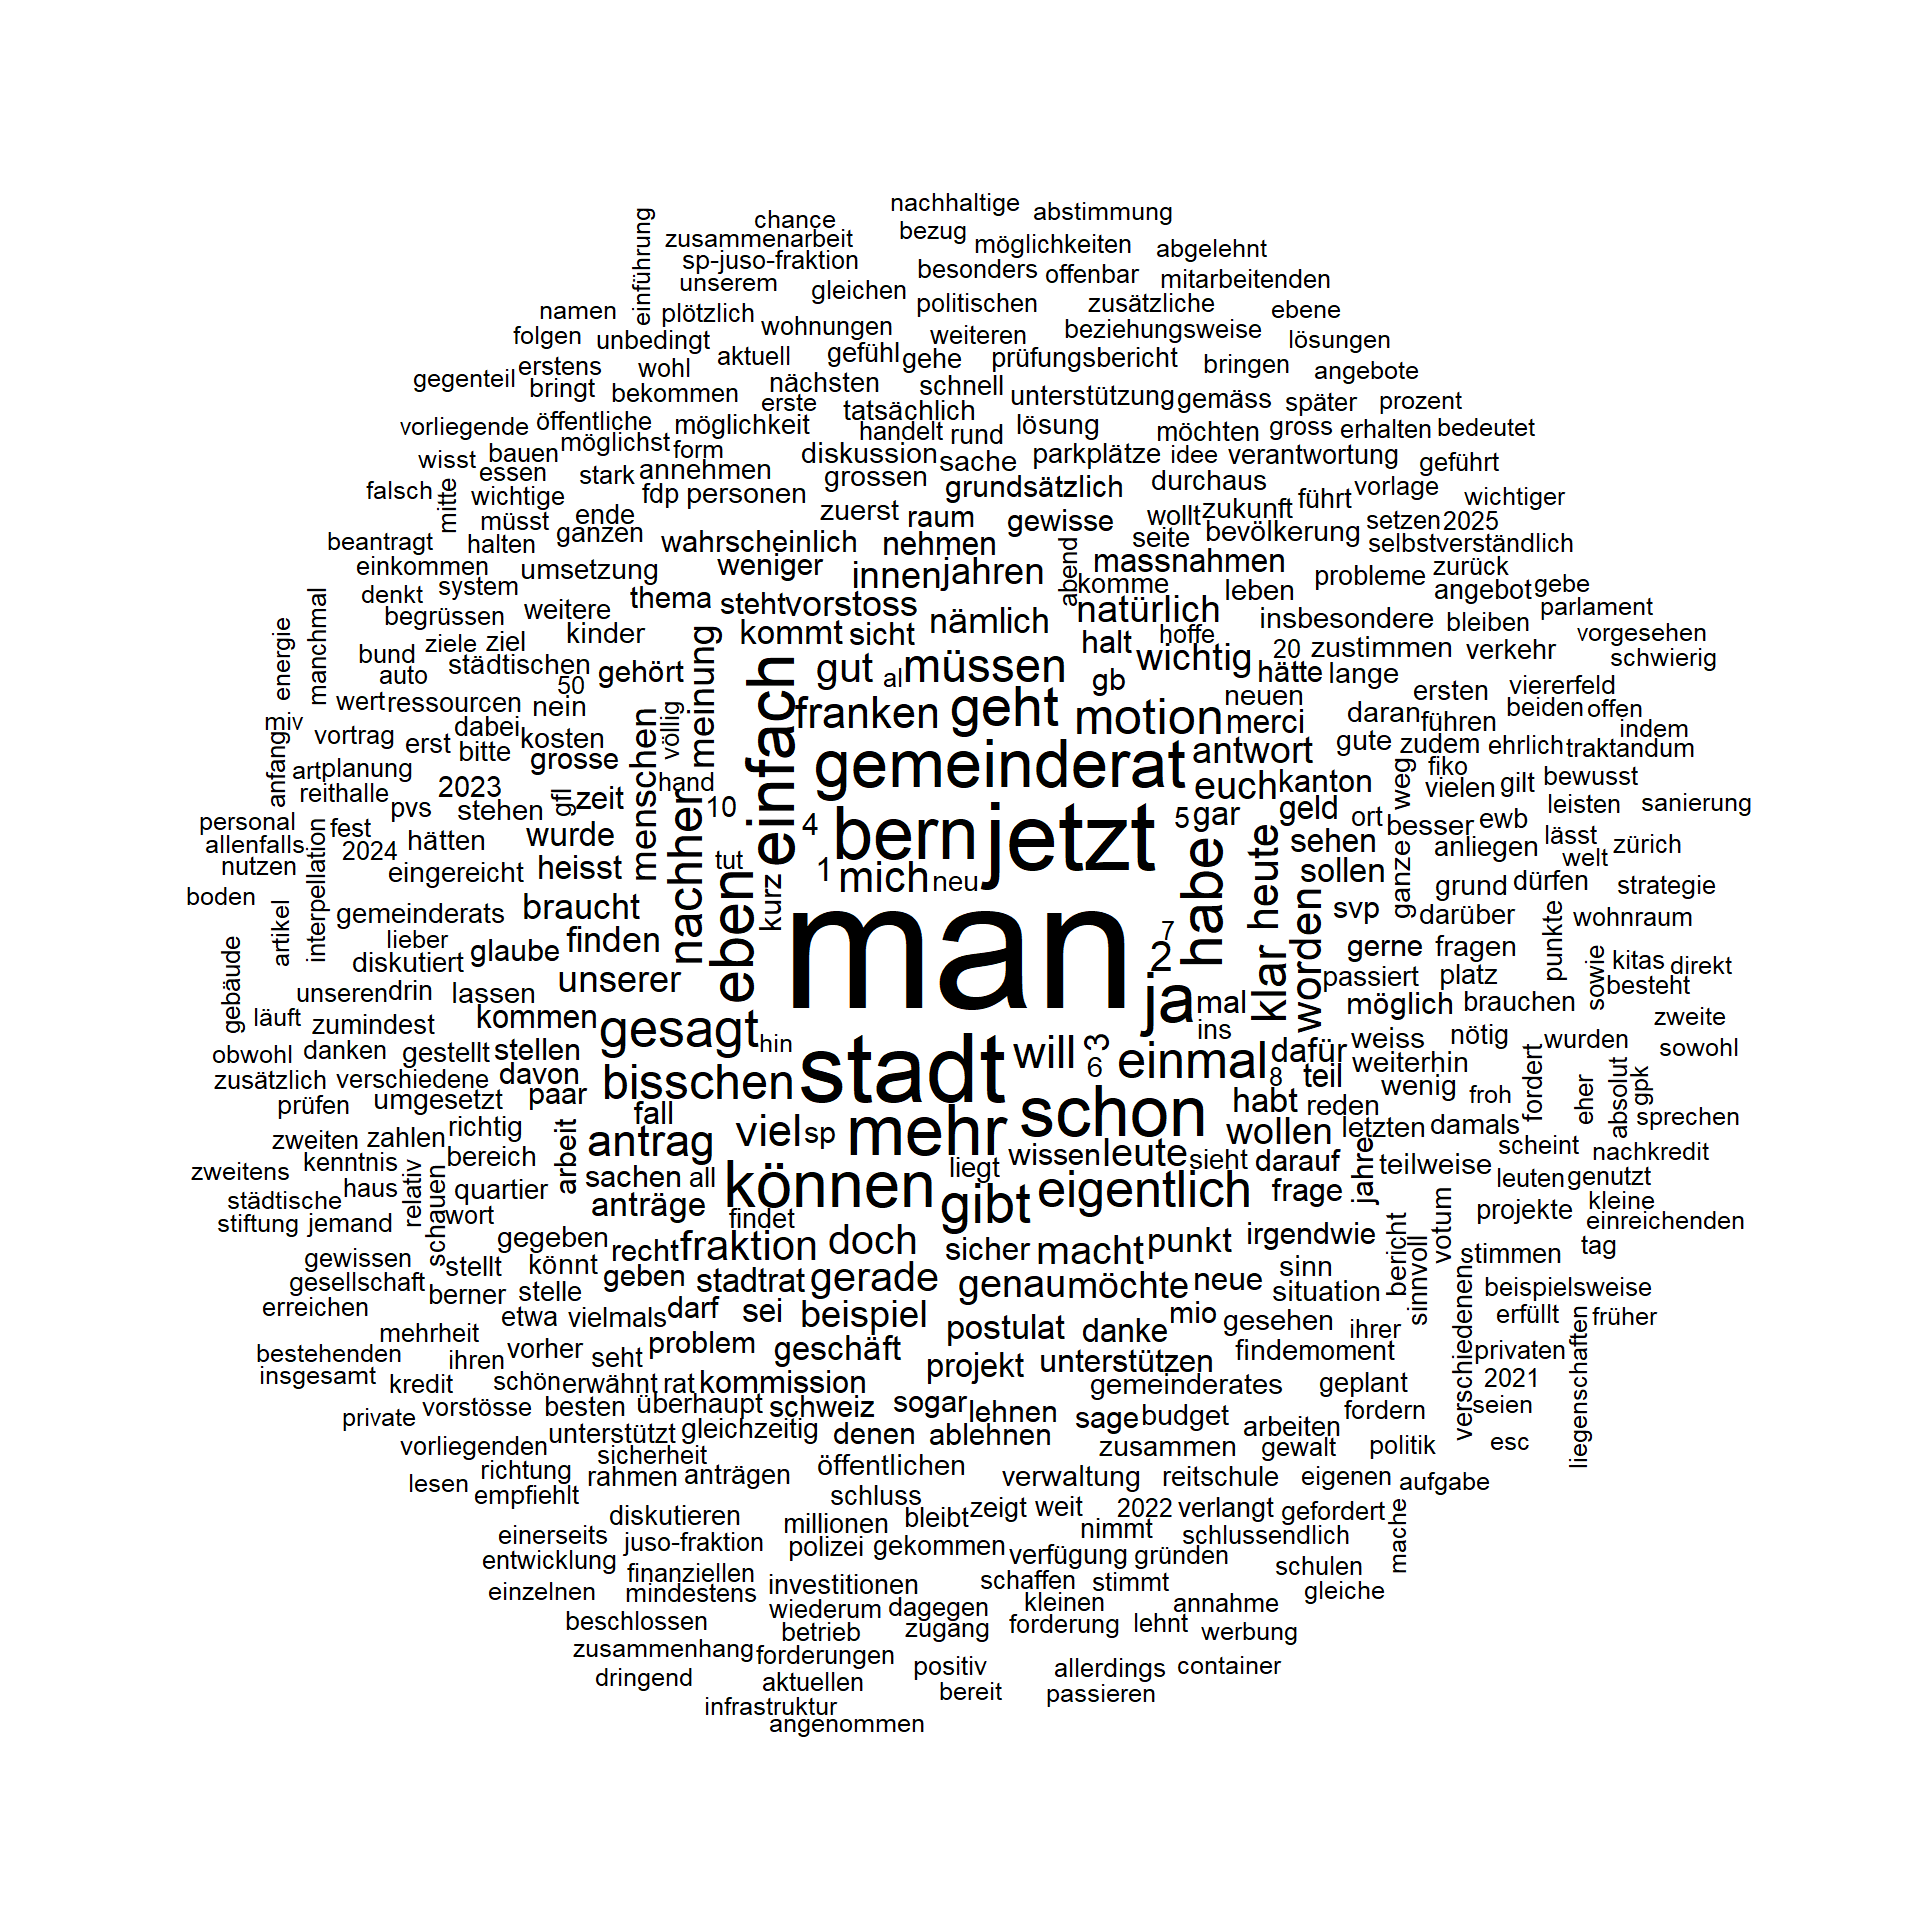 nachhaltige
chance abstimmung
zusammenarbeit bezug
einführung sp-juso-fraktion möglichkeiten abgelehnt
unserem gleichen besonders offenbar mitarbeitenden
namen plötzlich politischen zusätzliche ebene
folgen unbedingt wohnungen weiteren beziehungsweise lösungen
erstens wohl aktuell gefühl gehe prüfungsbericht bringen angebote
gegenteil bringt bekommen nächsten schnell unterstützung gemäss später prozent
vorliegende öffentliche möglichkeit erste tatsächlich lösung möchten gross erhalten bedeutet
möglichst form handelt rund
wisst bauen essen stark annehmen diskussion sache parkplätze idee verantwortung geführt
falsch mitte wichtige fdp personen grossen grundsätzlich durchaus führt vorlage wichtiger
müsst ende zuerst raum gewisse wollt zukunft setzen 2025
beantragt halten ganzen wahrscheinlich nehmen seite bevölkerung selbstverständlich
einkommen system umsetzung weniger innen jahren abend massnahmen probleme zurück
denkt begrüssen weitere thema steht vorstoss komme leben angebot gebe
energie manchmal ziele ziel kinder kommt sicht nämlich natürlich insbesondere bleiben parlament
bund städtischen gehört meinung halt hoffe 20 zustimmen verkehr vorgesehen
auto 50 einfach gut al müssen wichtig hätte lange schwierig
wert ressourcen nein völlig gb neuen ersten viererfeld
miv dabei franken geht motion merci daran führen beiden offen
anfang vortrag erst bitte kosten menschen indem
art planung grosse hand gemeinderat antwort gute zudem ehrlich traktandum
reithalle 2023 gfl zeit nachher euch kanton weg fiko vielen gilt bewusst
personal pvs stehen 10 4 bern jetzt 5 gar geld ort leisten sanierung
allenfalls fest hätten wurde sehen besser ewb lässt zürich
nutzen 2024 eingereicht heisst tut 1 mich neu habe heute sollen ganze anliegen welt
boden interpellation eben kurz grund dürfen strategie
artikel gemeinderats braucht man 7 worden svp darüber punkte wohnraum
gebäude lieber glaube finden 2 klar gerne fragen
diskutiert unserer passiert platz sowie kitas direkt
unseren drin lassen ja mal möglich brauchen besteht
läuft zumindest kommen gesagt hin ins weiss nötig wurden zweite
obwohl danken gestellt stellen stadt will 3 einmal dafür weiterhin sowohl
zusätzlich verschiedene davon bisschen 6 8 teil wenig froh fordert eher absolut gpk
prüfen umgesetzt paar fall schon habt reden sprechen
zweiten zahlen richtig arbeit antrag viel sp mehr wollen letzten damals scheint nachkredit
zweitens kenntnis relativ bereich sachen all liegt wissen leute sieht darauf jahre teilweise leuten genutzt
städtische haus schauen quartier anträge können gibt eigentlich frage votum projekte kleine
stiftung jemand wort findet einreichenden
gewissen gegeben recht fraktion doch sicher macht punkt irgendwie bericht sinnvoll stimmen tag
gesellschaft stellt könnt geben stadtrat gerade genau möchte neue sinn situation beispielsweise
erreichen berner stelle etwa vielmals darf sei beispiel mio gesehen verschiedenen erfüllt früher
mehrheit vorher problem postulat danke ihrer liegenschaften
bestehenden ihren seht geschäft projekt unterstützen finde moment privaten
insgesamt kredit schön erwähnt rat kommission gemeinderates geplant 2021
private vorstösse besten überhaupt schweiz sogar lehnen sage budget arbeiten fordern seien
vorliegenden unterstützt gleichzeitig denen ablehnen zusammen gewalt politik esc
lesen richtung sicherheit rahmen anträgen öffentlichen verwaltung reitschule eigenen aufgabe
empfiehlt schluss
diskutieren millionen bleibt zeigt weit 2022 verlangt gefordert mache
einerseits juso-fraktion polizei gekommen nimmt schlussendlich
entwicklung finanziellen verfügung gründen schulen
einzelnen mindestens investitionen schaffen stimmt gleiche
beschlossen wiederum dagegen kleinen annahme
betrieb zugang forderung lehnt werbung
zusammenhang forderungen positiv allerdings container
dringend aktuellen bereit passieren
infrastruktur
angenommen